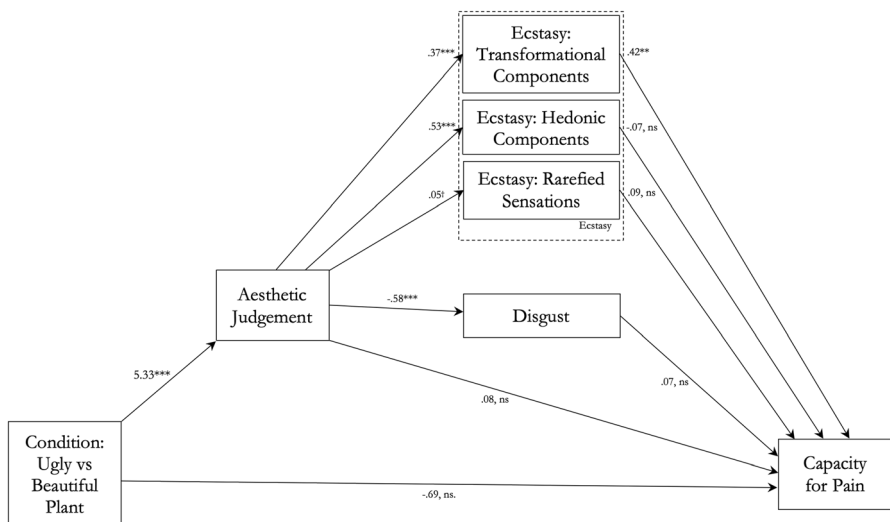 Ecstasy:
Transformational
Components
.37***
.42**
Ecstasy: Hedonic
Components
.53***
-.07, ns
Ecstasy: Rarefied
Sensations
.05†
.09, ns
Ecstasy
Aesthetic
Judgement
-.58***
Disgust
5.33***
.07, ns
.08, ns
Condition:
Ugly vs
Beautiful
Plant
Capacity
for Pain
-.69, ns.